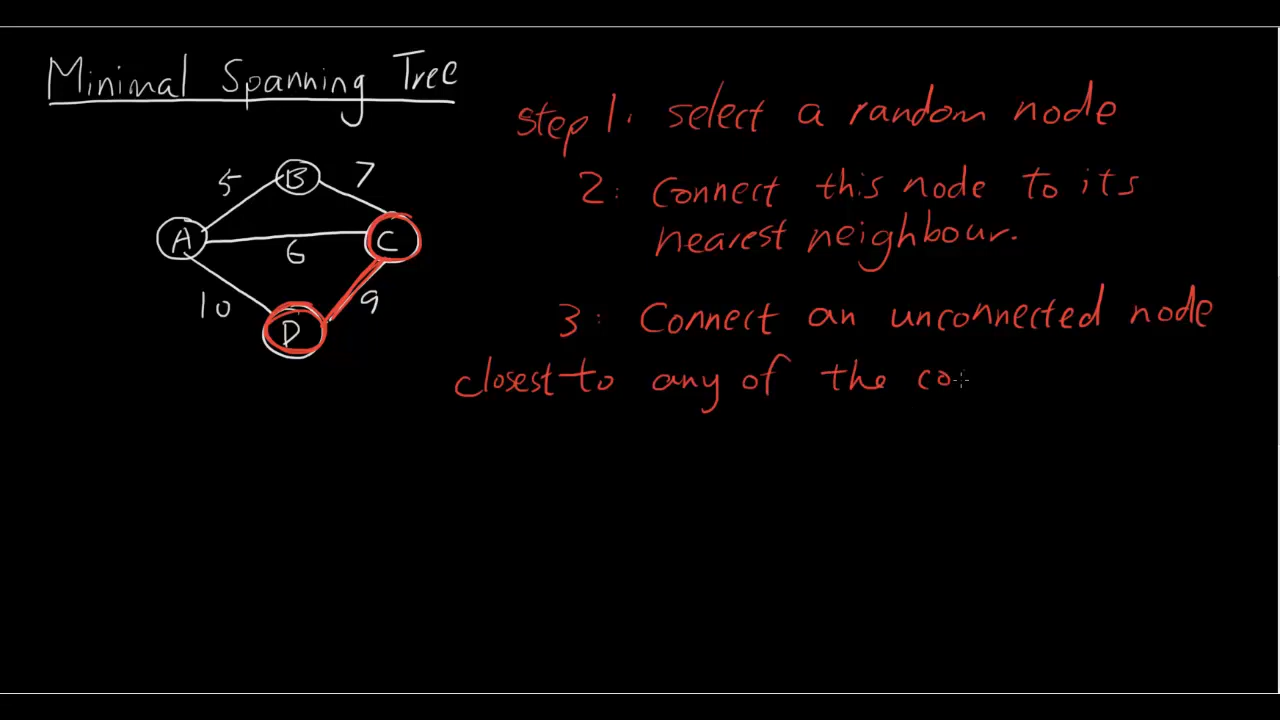 Minimal Spanning Tree
step 1. select a random node
2: Connect this node to its
nearest neighbour.
3: Connect an unconnected node
closest to any of the co
5
B
7
A
6
C
10
D
9